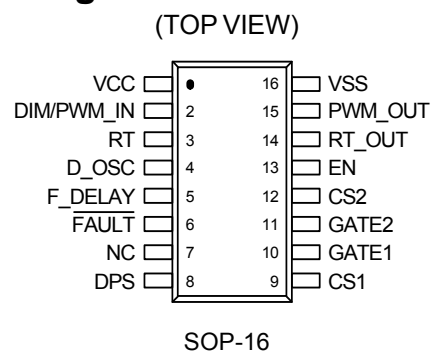 (TOP VIEW)
VCC 16 VSS
DIM/PWM_IN 2 15 PWM_OUT
RT 3 14 RT_OUT
D_OSC 4 13 EN
F_DELAY 5 12 CS2
FAULT 6 11 GATE2
NC 7 10 GATE1
DPS 8 9 CS1
SOP-16